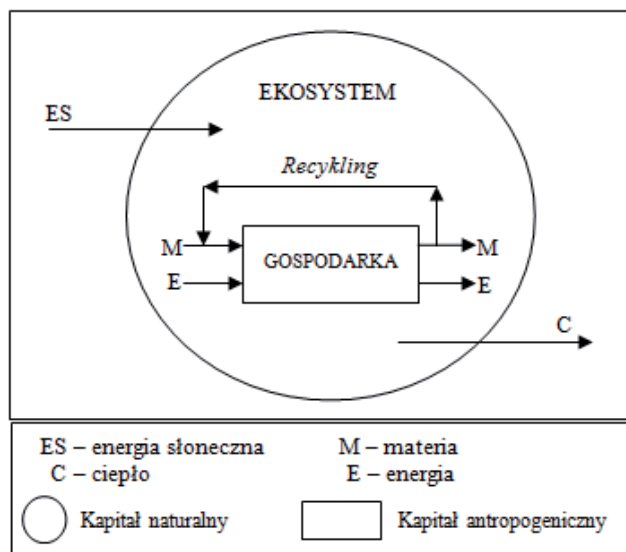 EKOSYSTEM
ES
Recykling
M GOSPODARKA M
E E
C
ES – energia słoneczna M – materia
C – ciepło E – energia
Kapitał naturalny Kapitał antropogeniczny